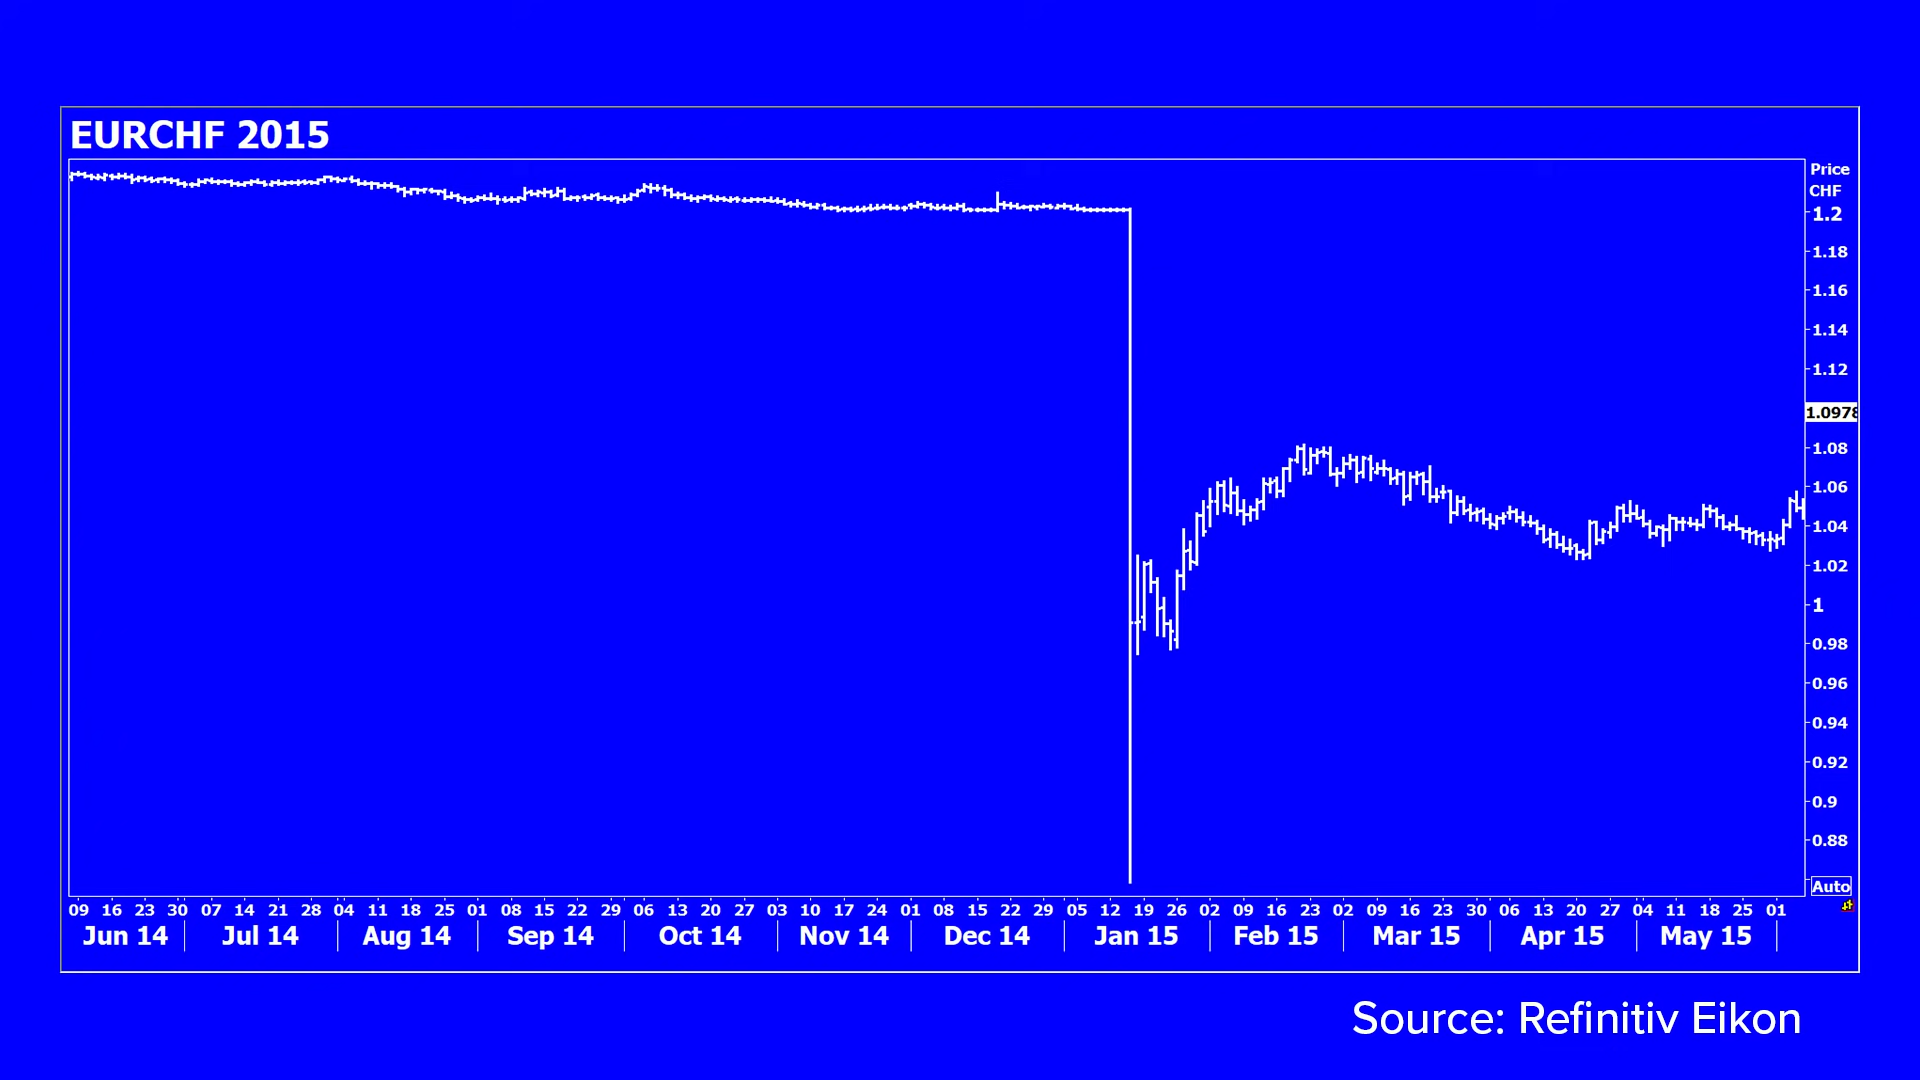 EURCHF 2015
Price
CHF
1.2
1.18
1.16
1.14
1.12
1.0978
1.08
1.06
1.04
1.02
1
0.98
0.96
0.94
0.92
0.9
0.88
Auto
09 16 23 30 07 14 21 28 04 11 18 25 01 08 15 22 29 06 13 20 27 03 10 17 24 01 08 15 22 29 05 12 19 26 02 09 16 23 02 09 16 23 30 06 13 20 27 04 11 18 25 01
Jun 14 Jul 14 Aug 14 Sep 14 Oct 14 Nov 14 Dec 14 Jan 15 Feb 15 Mar 15 Apr 15 May 15
Source: Refinitiv Eikon